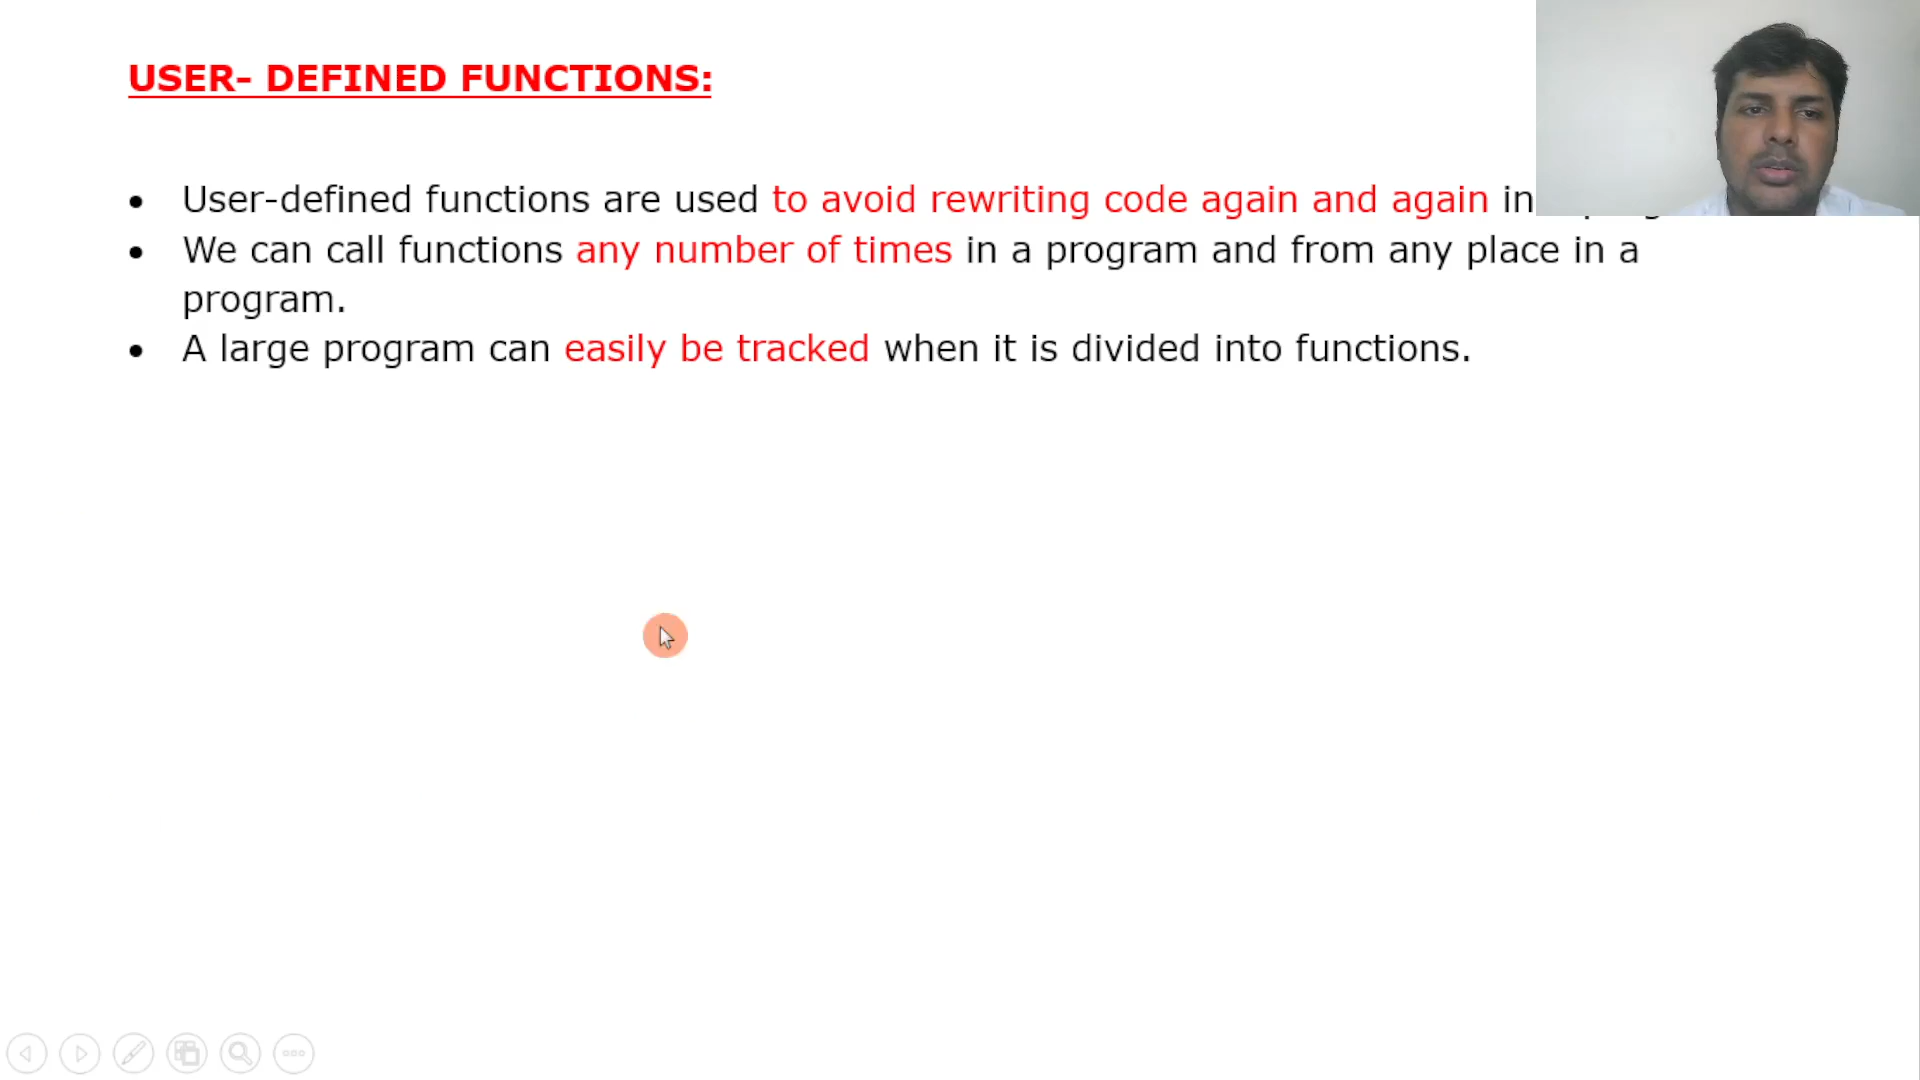 USER- DEFINED FUNCTIONS:
• User-defined functions are used to avoid rewriting code again and again in
• We can call functions any number of times in a program and from any place in a
program.
• A large program can easily be tracked when it is divided into functions.